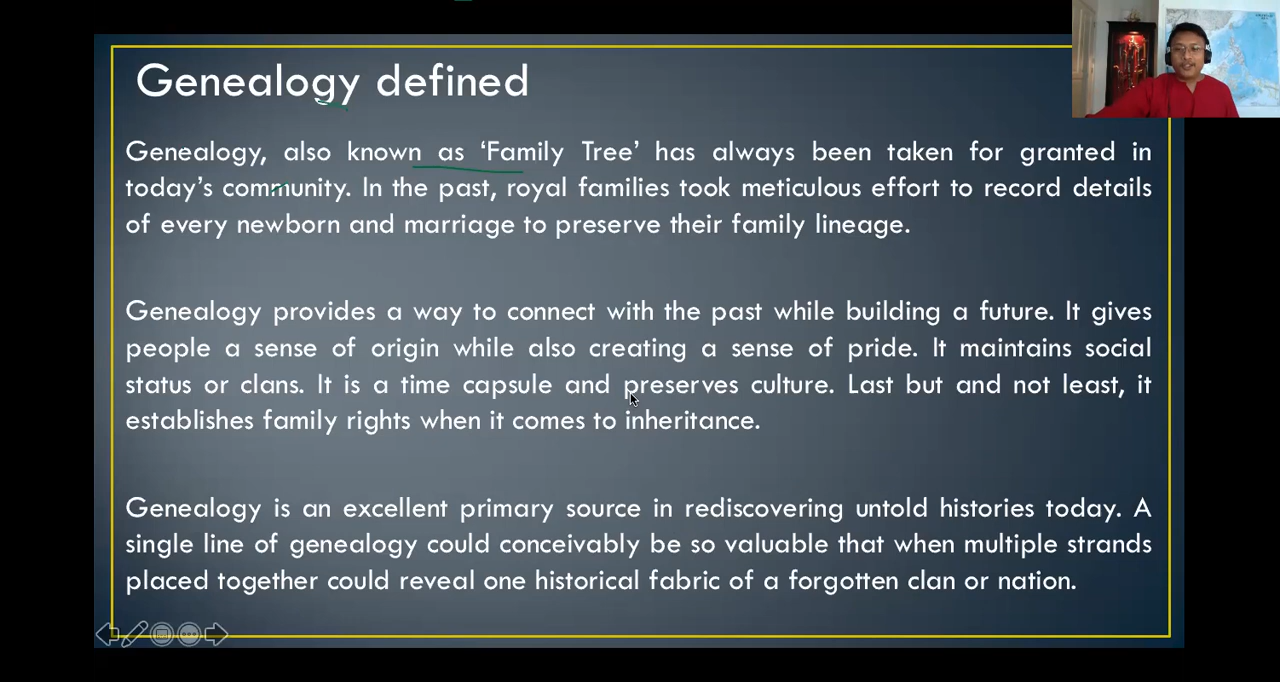 Genealogy defined
Genealogy, also known as ‘Family Tree’ has always been taken for granted in
today’s community. In the past, royal families took meticulous effort to record details
of every newborn and marriage to preserve their family lineage.
Genealogy provides a way to connect with the past while building a future. It gives
people a sense of origin while also creating a sense of pride. It maintains social
status or clans. It is a time capsule and preserves culture. Last but and not least, it
establishes family rights when it comes to inheritance.
Genealogy is an excellent primary source in rediscovering untold histories today. A
single line of genealogy could conceivably be so valuable that when multiple strands
placed together could reveal one historical fabric of a forgotten clan or nation.